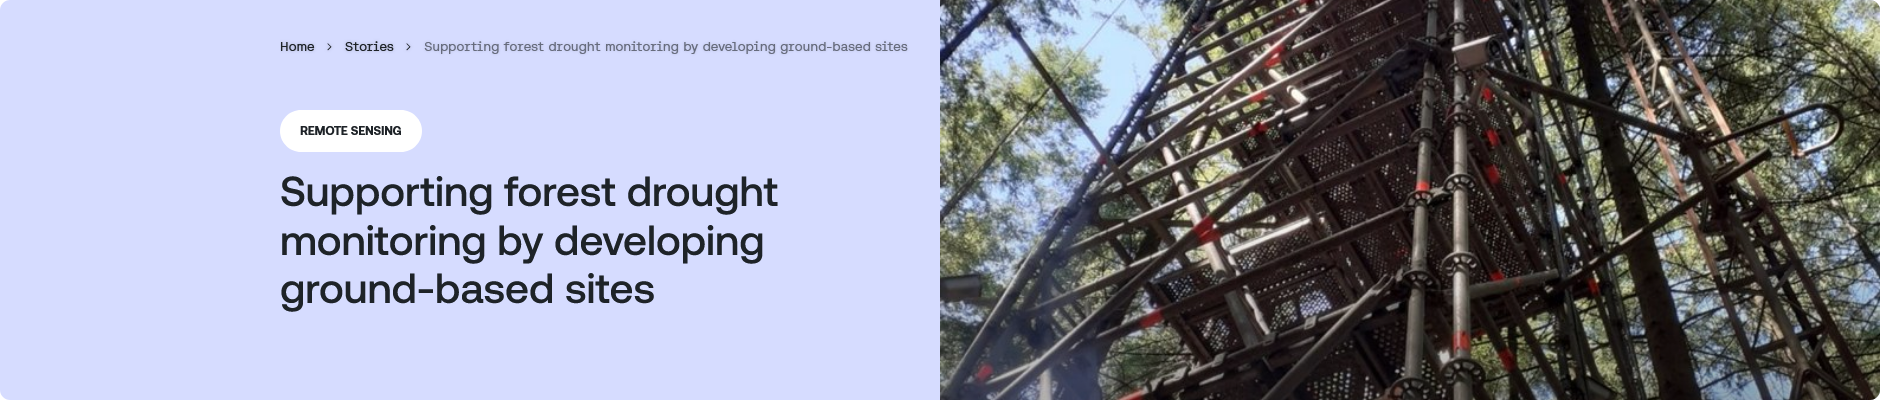 Home > Stories > Supporting forest drought monitoring by developing ground-based sites
REMOTE SENSING
Supporting forest drought
monitoring by developing
ground-based sites